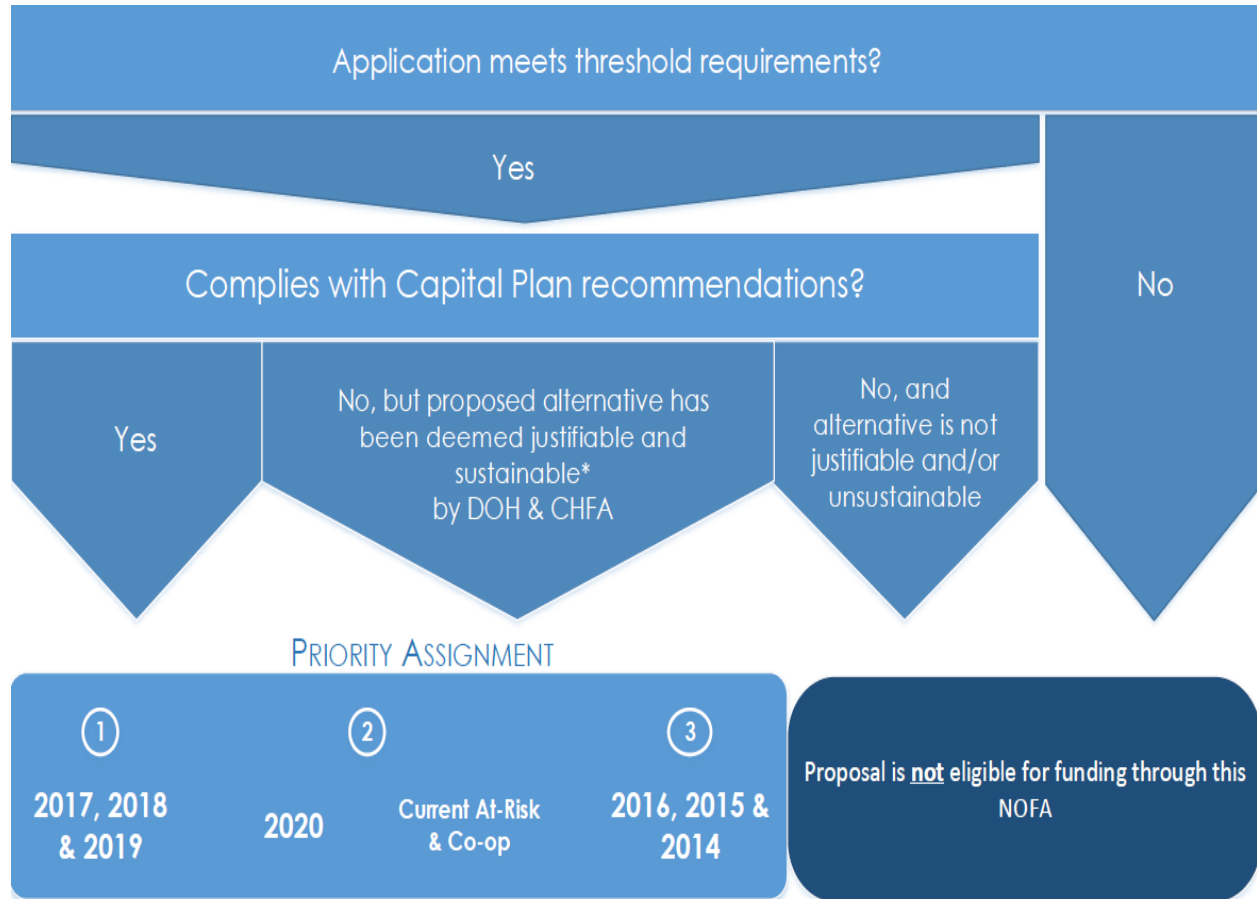 Application meets threshold requirements?
Yes
No
Complies with Capital Plan recommendations?
Yes
No, but proposed alternative has
been deemed justifiable and
sustainable*
by DOH & CHFA
No, and
alternative is not
justifiable and/or
unsustainable
PRIORITY ASSIGNMENT
1
2017, 2018
& 2019
2
2020
Current At-Risk
& Co-op
3
2016, 2015 &
2014
Proposal is not eligible for funding through this
NOFA